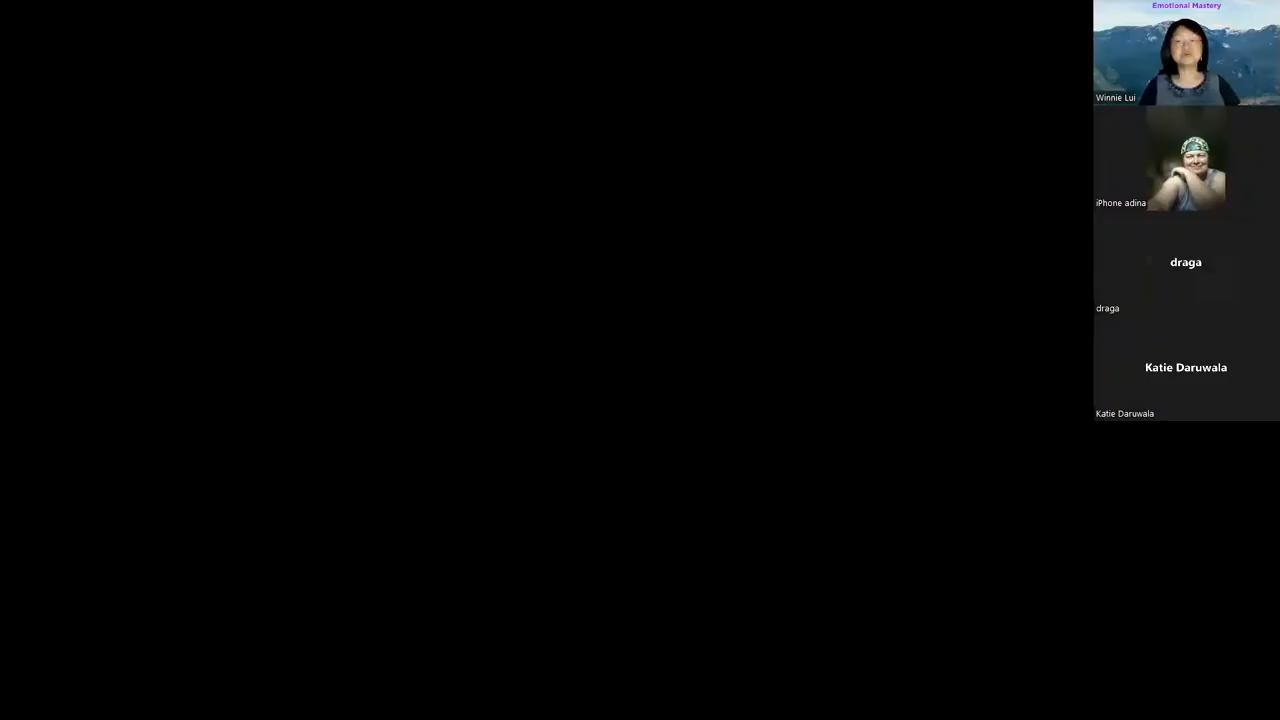 Emotional Mastery
Winnie Lui
iPhone adina
draga
draga
Katie Daruwala
Katie Daruwala